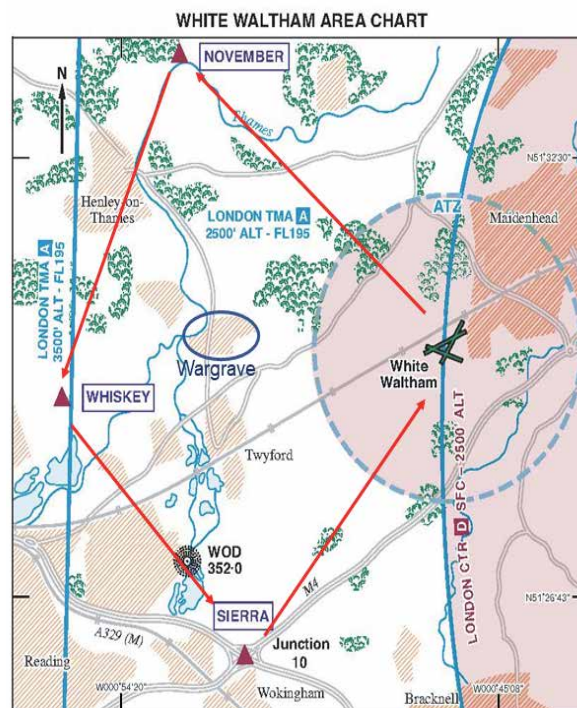 WHITE WALTHAM AREA CHART
NOVEMBER
N
Thames
N51°32'30
Henley-on-
Thames
LONDON TMA A
2500' ALT - FL195
ATZ
Maidenhead
LONDON TMA A
3500' ALT - FL195
Wargrave
White
Waltham
WHISKEY
Twyford
LONDON CTR D SFC - 2500' ALT
WOD
352·0
M4
SIERRA
N51°26'43
A329 (M)
Junction
10
Reading
Wokingham
W000°54'20
Bracknell
W000°45'08